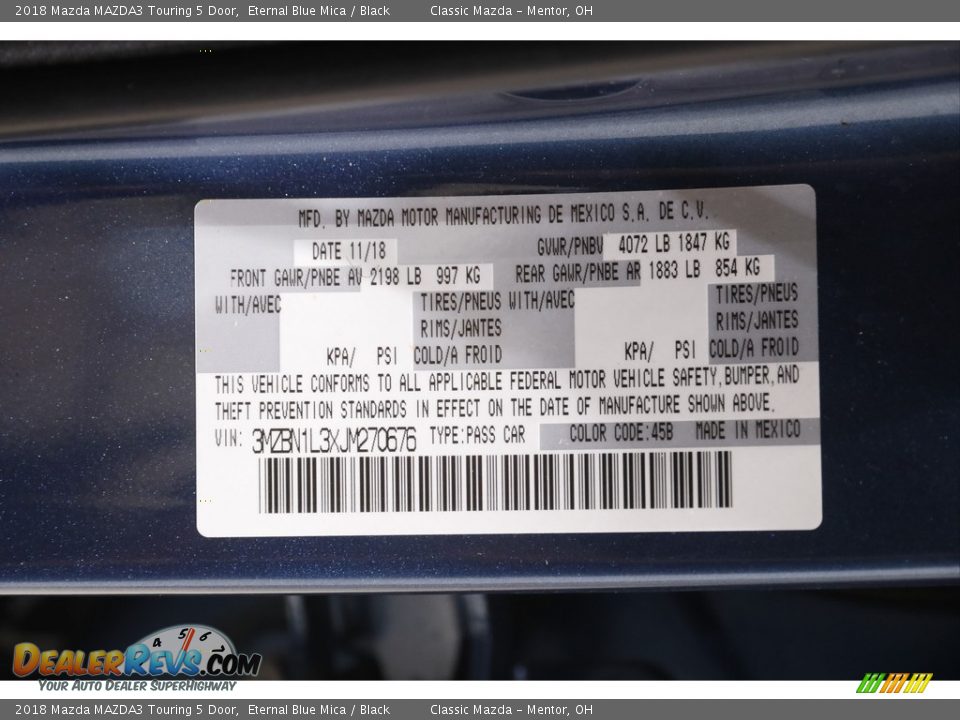 2018 Mazda MAZDA3 Touring 5 Door, Eternal Blue Mica / Black Classic Mazda - Mentor, OH
MFD. BY MAZDA MOTOR MANUFACTURING DE MEXICO S.A. DE C.V.
DATE 11/18 GVWR/PNBV 4072 LB 1847 KG
FRONT GAWR/PNBE AV 2198 LB 997 KG REAR GAWR/PNBE AR 1883 LB 854 KG
WITH/AVEC TIRES/PNEUS WITH/AVEC TIRES/PNEUS
RIMS/JANTES RIMS/JANTES
KPA/ PSI COLD/A FROID KPA/ PSI COLD/A FROID
THIS VEHICLE CONFORMS TO ALL APPLICABLE FEDERAL MOTOR VEHICLE SAFETY,BUMPER,AND
THEFT PREVENTION STANDARDS IN EFFECT ON THE DATE OF MANUFACTURE SHOWN ABOVE.
VIN: 3MZBN1L3XJM270676 TYPE:PASS CAR COLOR CODE:45B MADE IN MEXICO
4 5 6
DEALERREVS.COM
YOUR AUTO DEALER SUPERHIGHWAY
2018 Mazda MAZDA3 Touring 5 Door, Eternal Blue Mica / Black Classic Mazda - Mentor, OH